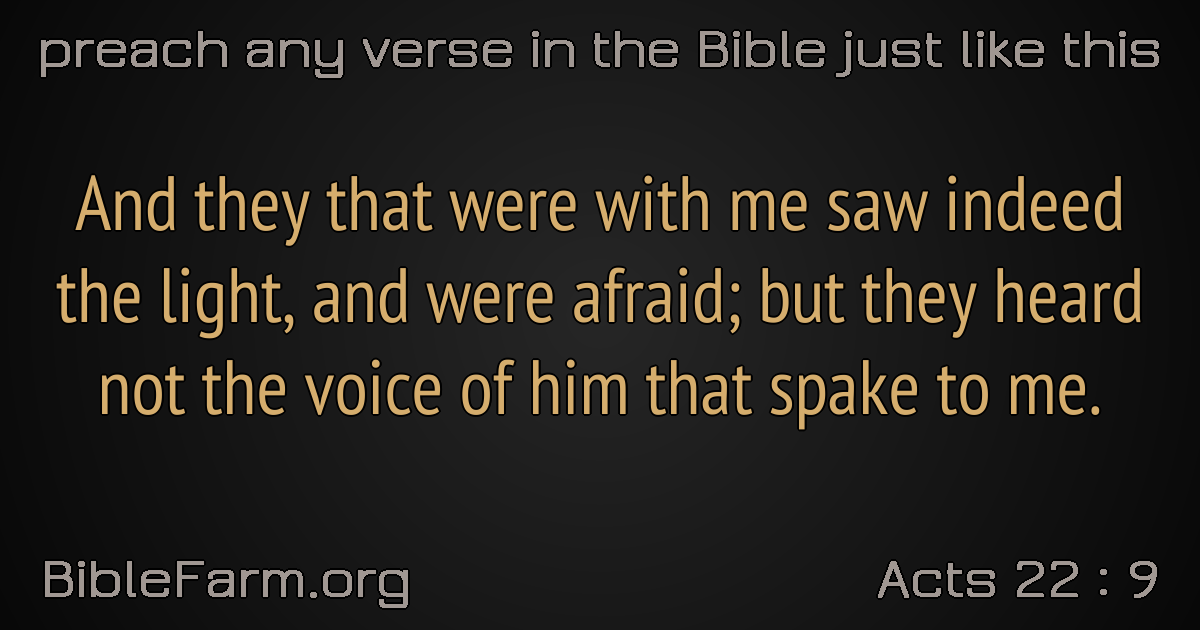 preach any verse in the Bible just like this
And they that were with me saw indeed
the light, and were afraid; but they heard
not the voice of him that spake to me.
BibleFarm.org
Acts 22 : 9